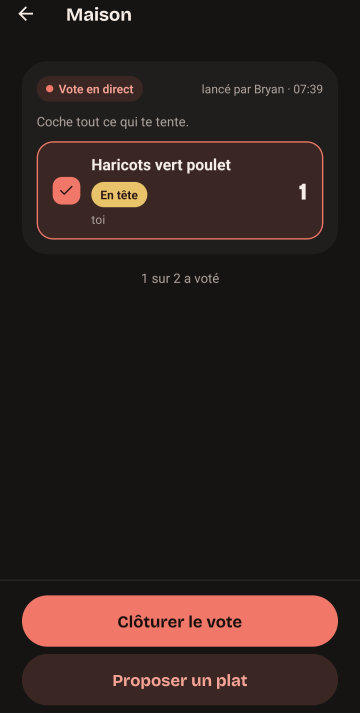 Maison
Vote en direct
lancé par Bryan · 07:39
Coche tout ce qui te tente.
Haricots vert poulet
En tête
1
toi
1 sur 2 a voté
Clôturer le vote
Proposer un plat